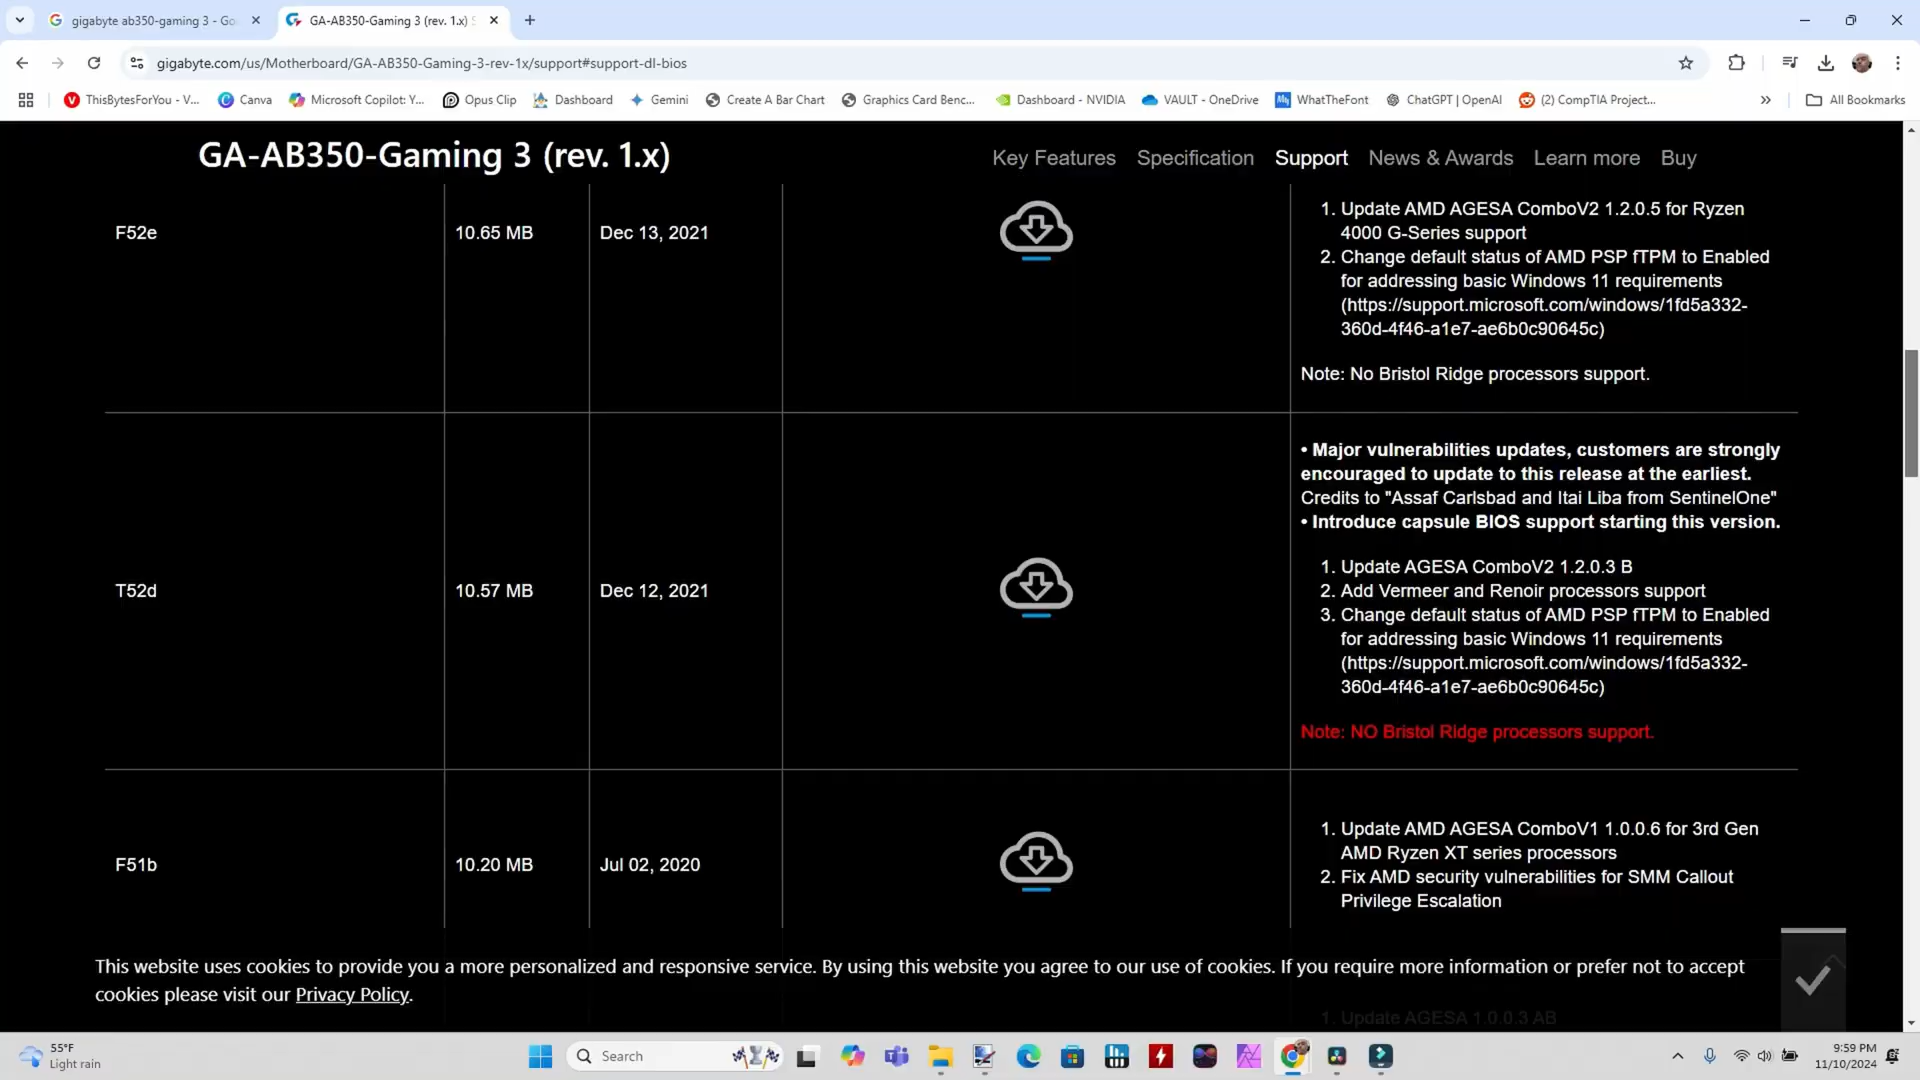 gigabyte ab350-gaming 3 - Go
GA-AB350-Gaming 3 (rev. 1.x) S
gigabyte.com/us/Motherboard/GA-AB350-Gaming-3-rev-1x/support#support-dl-bios
ThisBytesForYou - V...
Canva
Microsoft Copilot: Y...
Opus Clip
Dashboard
Gemini
Create A Bar Chart
Graphics Card Benc...
Dashboard - NVIDIA
VAULT - OneDrive
WhatTheFont
ChatGPT | OpenAI
(2) CompTIA Project...
All Bookmarks
GA-AB350-Gaming 3 (rev. 1.x)
Key Features
Specification
Support
News & Awards
Learn more
Buy
F52e
10.65 MB
Dec 13, 2021
1. Update AMD AGESA ComboV2 1.2.0.5 for Ryzen
4000 G-Series support
2. Change default status of AMD PSP fTPM to Enabled
for addressing basic Windows 11 requirements
(https://support.microsoft.com/windows/1fd5a332-
360d-4f46-a1e7-ae6b0c90645c)
Note: No Bristol Ridge processors support.
T52d
10.57 MB
Dec 12, 2021
• Major vulnerabilities updates, customers are strongly
encouraged to update to this release at the earliest.
Credits to "Assaf Carlsbad and Itai Liba from SentinelOne"
• Introduce capsule BIOS support starting this version.
1. Update AGESA ComboV2 1.2.0.3 B
2. Add Vermeer and Renoir processors support
3. Change default status of AMD PSP fTPM to Enabled
for addressing basic Windows 11 requirements
(https://support.microsoft.com/windows/1fd5a332-
360d-4f46-a1e7-ae6b0c90645c)
Note: NO Bristol Ridge processors support.
F51b
10.20 MB
Jul 02, 2020
1. Update AMD AGESA ComboV1 1.0.0.6 for 3rd Gen
AMD Ryzen XT series processors
2. Fix AMD security vulnerabilities for SMM Callout
Privilege Escalation
This website uses cookies to provide you a more personalized and responsive service. By using this website you agree to our use of cookies. If you require more information or prefer not to accept
cookies please visit our Privacy Policy.
1. Update AGESA 1.0.0.3 AB
55°F
Light rain
Search
9:59 PM
11/10/2024